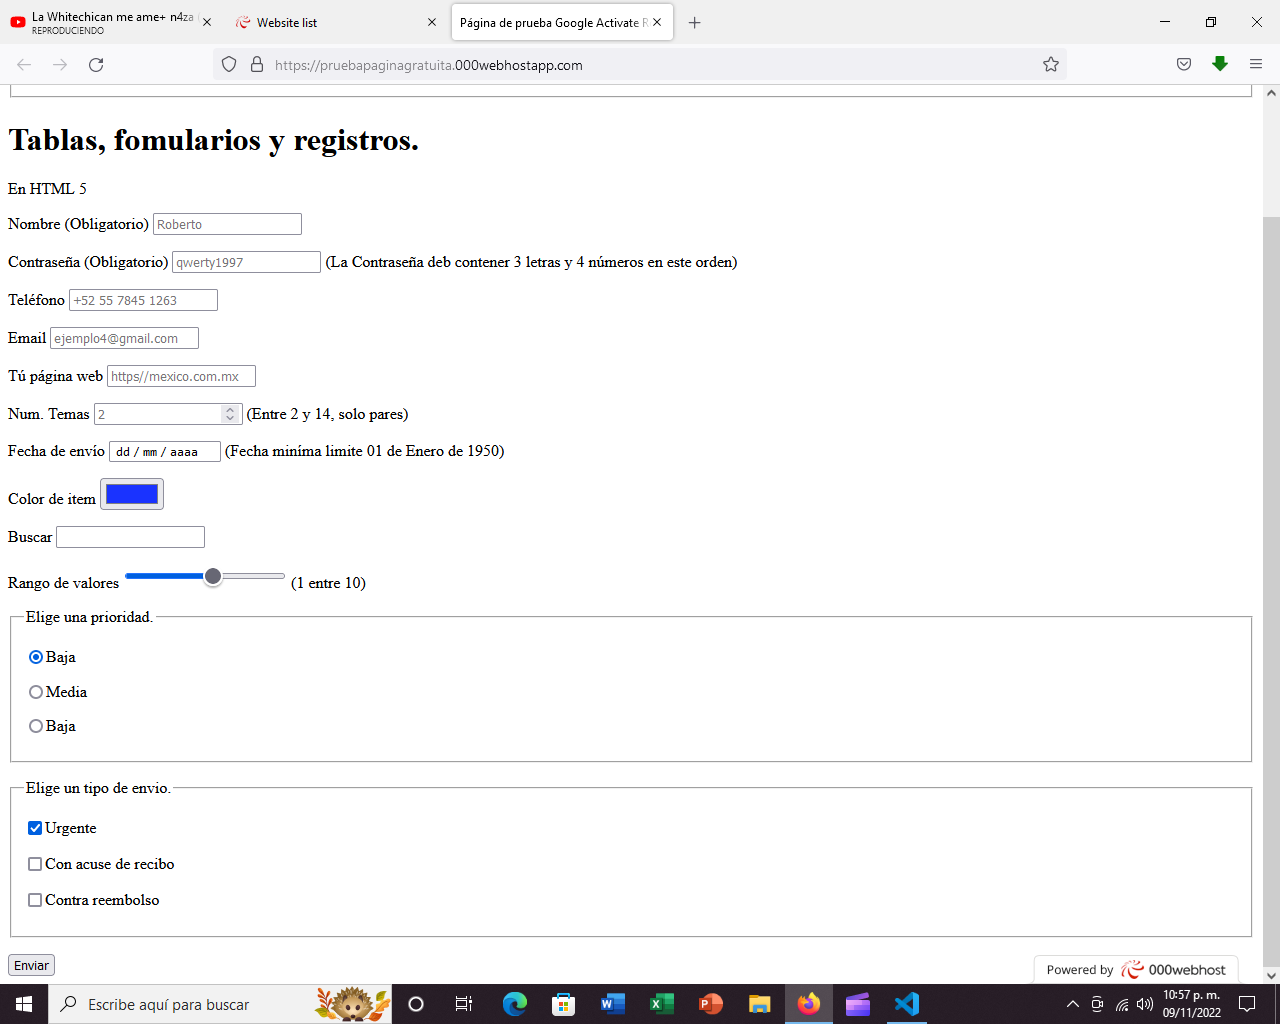 La Whitechican me ame+ n4za
REPRODUCIENDO
Website list
Página de prueba Google Activate R
https://pruebapaginagratuita.000webhostapp.com
Tablas, fomularios y registros.
En HTML 5
Nombre (Obligatorio) Roberto
Contraseña (Obligatorio) qwerty1997 (La Contraseña deb contener 3 letras y 4 números en este orden)
Teléfono +52 55 7845 1263
Email ejemplo4@gmail.com
Tú página web https//mexico.com.mx
Num. Temas 2 (Entre 2 y 14, solo pares)
Fecha de envío dd / mm / aaaa (Fecha miníma limite 01 de Enero de 1950)
Color de item
Buscar
Rango de valores (1 entre 10)
Elige una prioridad.
Baja
Media
Baja
Elige un tipo de envio.
Urgente
Con acuse de recibo
Contra reembolso
Enviar
Powered by 000webhost
Escribe aquí para buscar
10:57 p. m.
09/11/2022